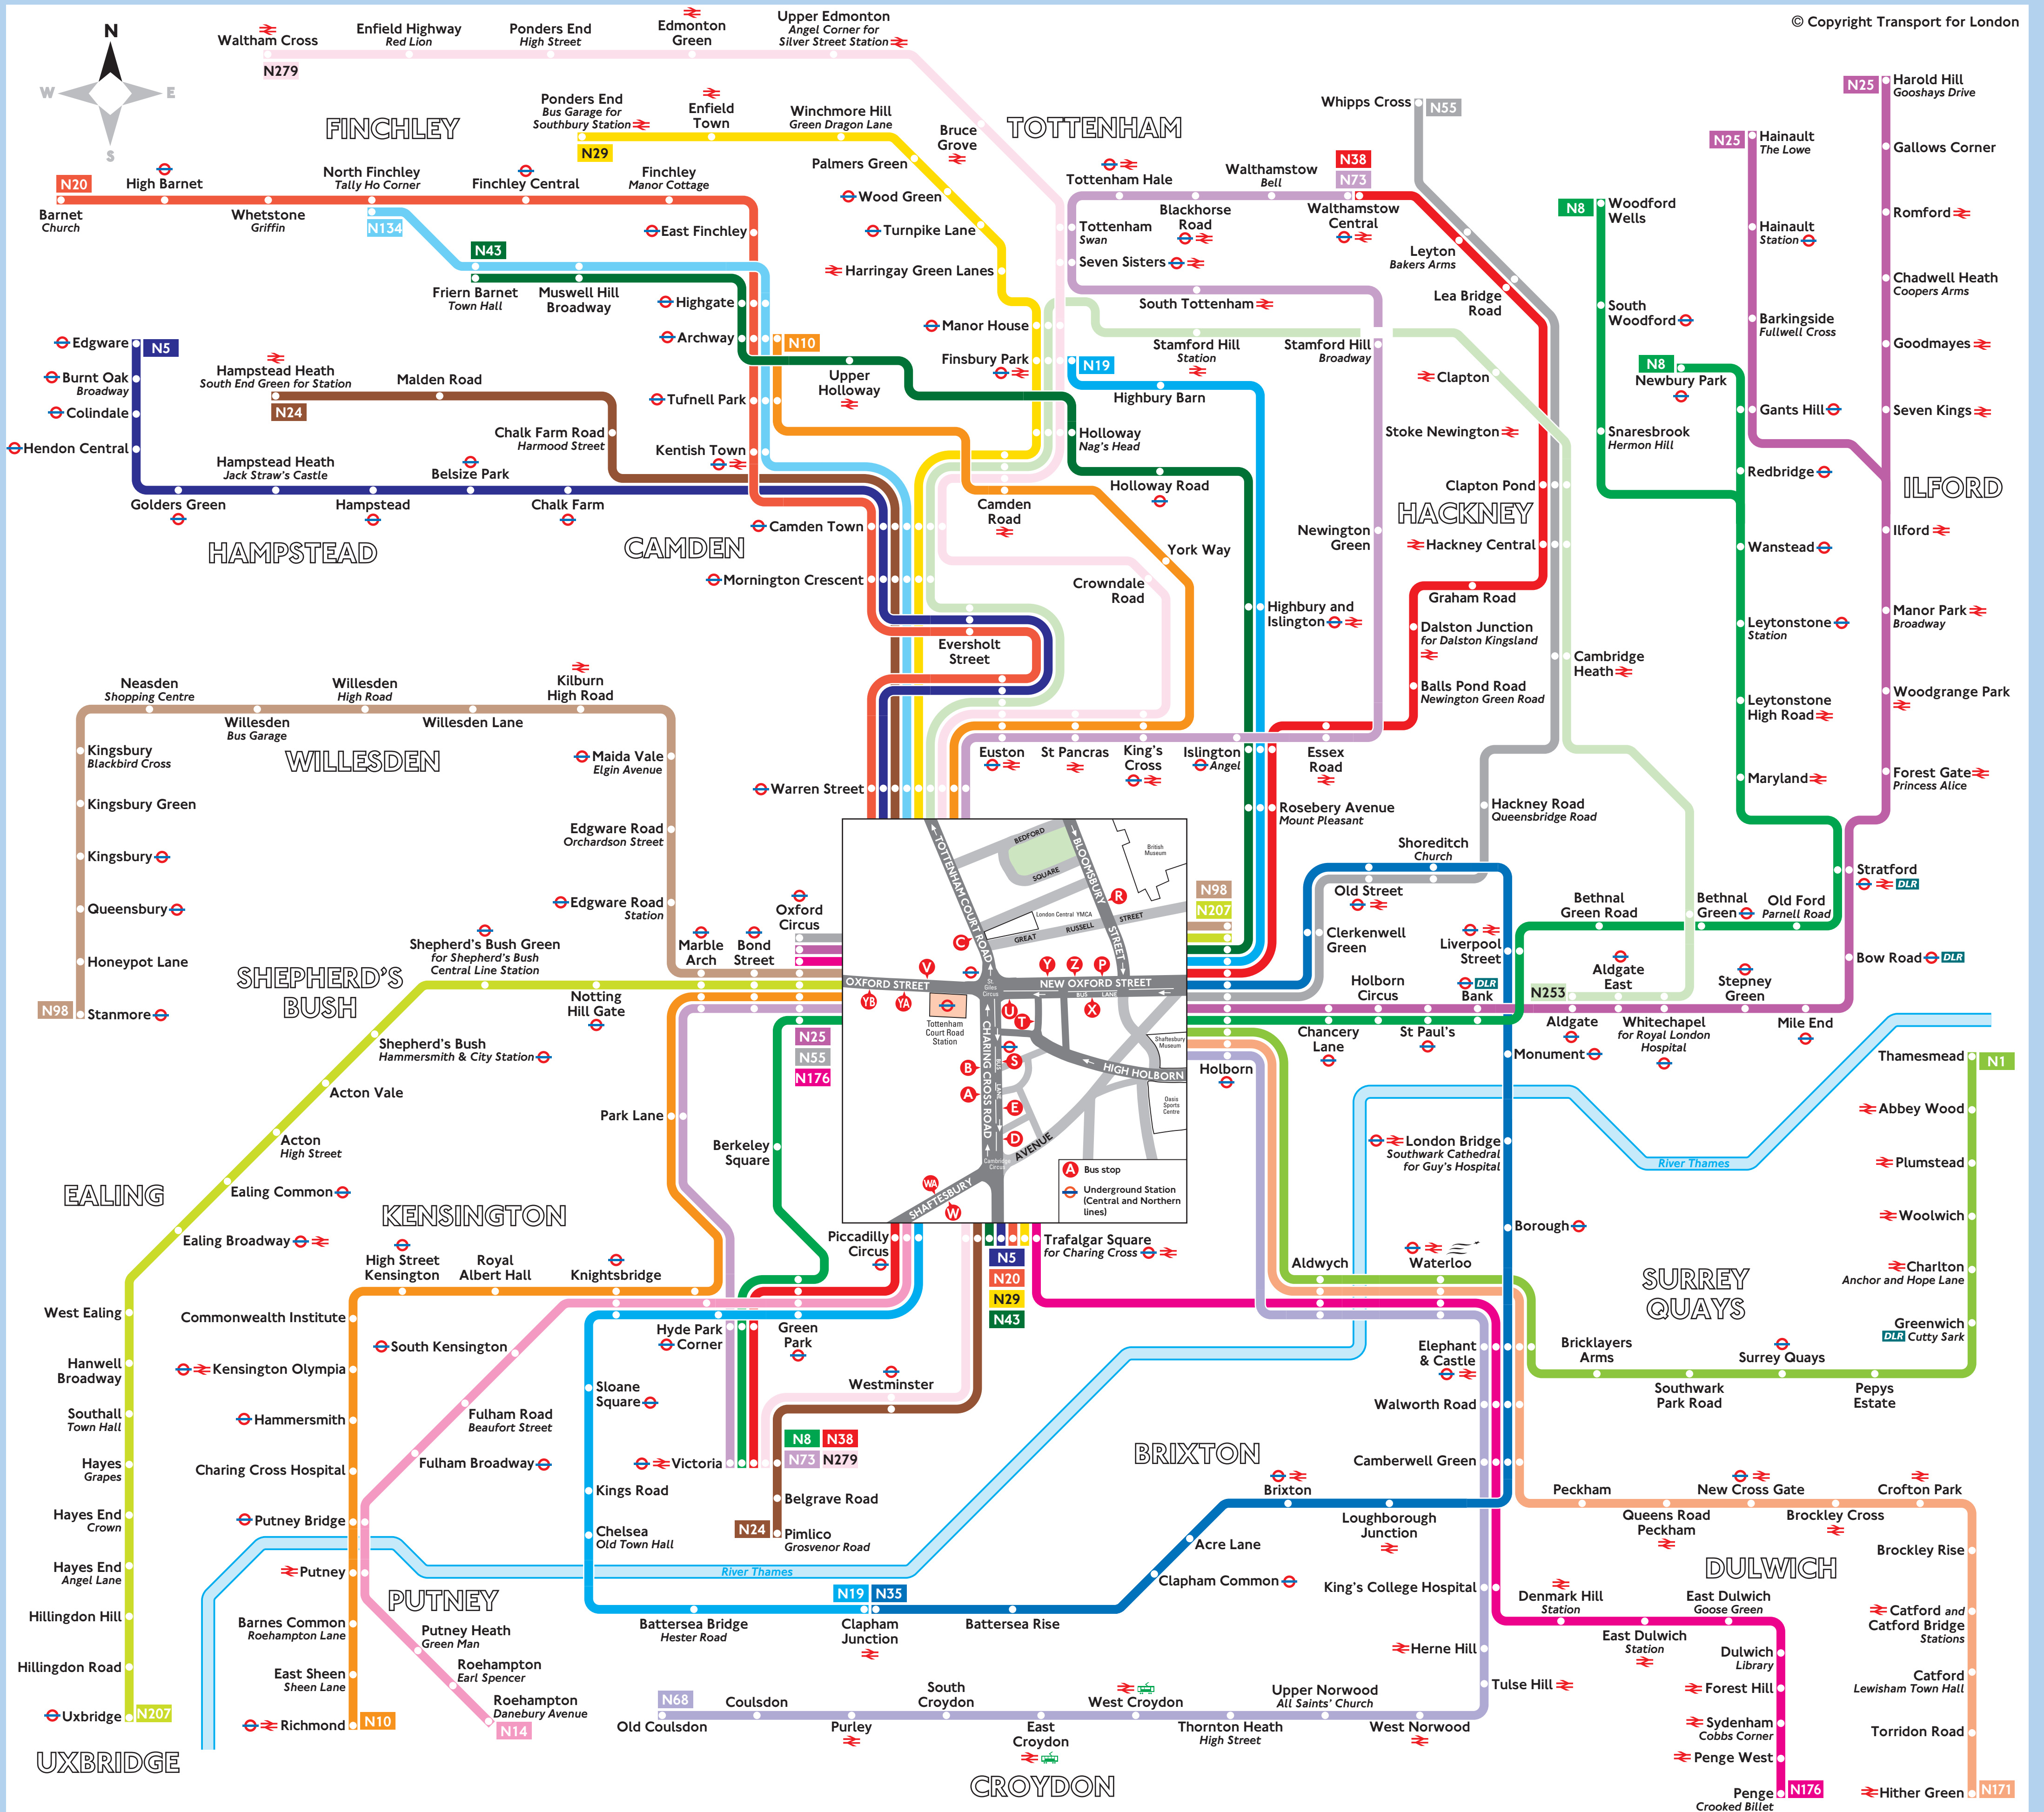 © Copyright Transport for London
N
W
E
S
Waltham Cross
N279
Enfield Highway
Red Lion
Ponders End
High Street
Edmonton
Green
Upper Edmonton
Angel Corner for
Silver Street Station
Bruce
Grove
FINCHLEY
TOTTENHAM
Ponders End
Bus Garage for
Southbury Station
N29
Enfield
Town
Winchmore Hill
Green Dragon Lane
Palmers Green
Wood Green
Turnpike Lane
Harringay Green Lanes
Manor House
Finsbury Park
N20
Barnet
Church
High Barnet
Whetstone
Griffin
North Finchley
Tally Ho Corner
N134
Finchley Central
Finchley
Manor Cottage
East Finchley
N43
Friern Barnet
Town Hall
Muswell Hill
Broadway
Highgate
Archway
N10
Upper
Holloway
Tufnell Park
Kentish Town
Edgware
N5
Burnt Oak
Broadway
Colindale
Hendon Central
Hampstead Heath
South End Green for Station
N24
Malden Road
Chalk Farm Road
Harmood Street
Golders Green
Hampstead Heath
Jack Straw's Castle
Hampstead
Belsize Park
Chalk Farm
HAMPSTEAD
CAMDEN
Camden Town
Mornington Crescent
Camden
Road
York Way
Crowndale
Road
Eversholt
Street
Warren Street
Euston
St Pancras
King's
Cross
Islington
Angel
Essex
Road
Tottenham Hale
Tottenham
Swan
Seven Sisters
Blackhorse
Road
Walthamstow
Bell
N38
N73
Walthamstow
Central
South Tottenham
Stamford Hill
Station
Stamford Hill
Broadway
N19
Highbury Barn
Holloway
Nag's Head
Holloway Road
Highbury and
Islington
Newington
Green
Whipps Cross
N55
Leyton
Bakers Arms
Lea Bridge
Road
Clapton
Stoke Newington
Clapton Pond
HACKNEY
Hackney Central
Graham Road
Dalston Junction
for Dalston Kingsland
Balls Pond Road
Newington Green Road
Cambridge
Heath
Rosebery Avenue
Mount Pleasant
Hackney Road
Queensbridge Road
N8
Woodford
Wells
South
Woodford
Snaresbrook
Hermon Hill
N8
Newbury Park
Gants Hill
Redbridge
Wanstead
Leytonstone
Station
Leytonstone
High Road
Maryland
N25
Hainault
The Lowe
Hainault
Station
Barkingside
Fullwell Cross
N25
Harold Hill
Gooshays Drive
Gallows Corner
Romford
Chadwell Heath
Coopers Arms
Goodmayes
Seven Kings
ILFORD
Ilford
Manor Park
Broadway
Woodgrange Park
Forest Gate
Princess Alice
Stratford
DLR
Bow Road
DLR
Neasden
Shopping Centre
Willesden
Bus Garage
Willesden
High Road
Willesden Lane
Kilburn
High Road
WILLESDEN
Kingsbury
Blackbird Cross
Kingsbury Green
Kingsbury
Queensbury
Honeypot Lane
N98
Stanmore
Maida Vale
Elgin Avenue
Edgware Road
Orchardson Street
Edgware Road
Station
Marble
Arch
Bond
Street
Oxford
Circus
SHEPHERD'S
BUSH
Shepherd's Bush Green
for Shepherd's Bush
Central Line Station
Notting
Hill Gate
Shepherd's Bush
Hammersmith & City Station
Acton Vale
Acton
High Street
Ealing Common
EALING
Ealing Broadway
West Ealing
Hanwell
Broadway
Southall
Town Hall
Hayes
Grapes
Hayes End
Crown
Hayes End
Angel Lane
Hillingdon Hill
Hillingdon Road
Uxbridge
N207
UXBRIDGE
N25
N55
N176
Park Lane
Berkeley
Square
TOTTENHAM COURT ROAD
BEDFORD
SQUARE
BLOOMSBURY
STREET
British
Museum
R
London Central YMCA
GREAT
RUSSELL
STREET
C
V
Y
Z
P
OXFORD STREET
St.
Giles
Circus
NEW OXFORD STREET
BUS
LANE
YB
YA
Tottenham
Court Road
Station
U
T
X
CHARING CROSS ROAD
BUS
LANE
S
B
A
E
D
Shaftesbury
Museum
HIGH HOLBORN
Oasis
Sports
Centre
Cambridge
Circus
SHAFTESBURY
AVENUE
WA
W
A
Bus stop
Underground Station
(Central and Northern
lines)
N98
N207
Shoreditch
Church
Old Street
Clerkenwell
Green
Liverpool
Street
Holborn
Circus
DLR
Bank
Chancery
Lane
St Paul's
Holborn
Monument
Bethnal
Green Road
Bethnal
Green
Old Ford
Parnell Road
N253
Aldgate
East
Aldgate
Whitechapel
for Royal London
Hospital
Stepney
Green
Mile End
London Bridge
Southwark Cathedral
for Guy's Hospital
Borough
River Thames
Thamesmead
N1
Abbey Wood
Plumstead
Woolwich
Charlton
Anchor and Hope Lane
Greenwich
DLR Cutty Sark
SURREY
QUAYS
Aldwych
Waterloo
Elephant
& Castle
Bricklayers
Arms
Southwark
Park Road
Surrey Quays
Pepys
Estate
Walworth Road
Camberwell Green
KENSINGTON
High Street
Kensington
Royal
Albert Hall
Knightsbridge
Commonwealth Institute
South Kensington
Kensington Olympia
Hammersmith
Fulham Road
Beaufort Street
Fulham Broadway
Charing Cross Hospital
Putney Bridge
Putney
PUTNEY
Barnes Common
Roehampton Lane
East Sheen
Sheen Lane
Richmond
N10
Putney Heath
Green Man
Roehampton
Earl Spencer
Roehampton
Danebury Avenue
N14
Piccadilly
Circus
N5
N20
N29
N43
Trafalgar Square
for Charing Cross
Hyde Park
Corner
Green
Park
Westminster
Sloane
Square
Victoria
N8
N38
N73
N279
Kings Road
Belgrave Road
Chelsea
Old Town Hall
N24
Pimlico
Grosvenor Road
River Thames
Battersea Bridge
Hester Road
N19
N35
Clapham
Junction
Battersea Rise
Clapham Common
Acre Lane
BRIXTON
Brixton
Loughborough
Junction
King's College Hospital
Herne Hill
Tulse Hill
N68
Old Coulsdon
Coulsdon
Purley
South
Croydon
East
Croydon
West Croydon
Thornton Heath
High Street
Upper Norwood
All Saints' Church
West Norwood
CROYDON
Peckham
Queens Road
Peckham
New Cross Gate
Brockley Cross
Crofton Park
Brockley Rise
DULWICH
Denmark Hill
Station
East Dulwich
Station
East Dulwich
Goose Green
Dulwich
Library
Forest Hill
Sydenham
Cobbs Corner
Penge West
Penge
Crooked Billet
N176
Catford and
Catford Bridge
Stations
Catford
Lewisham Town Hall
Torridon Road
Hither Green
N171